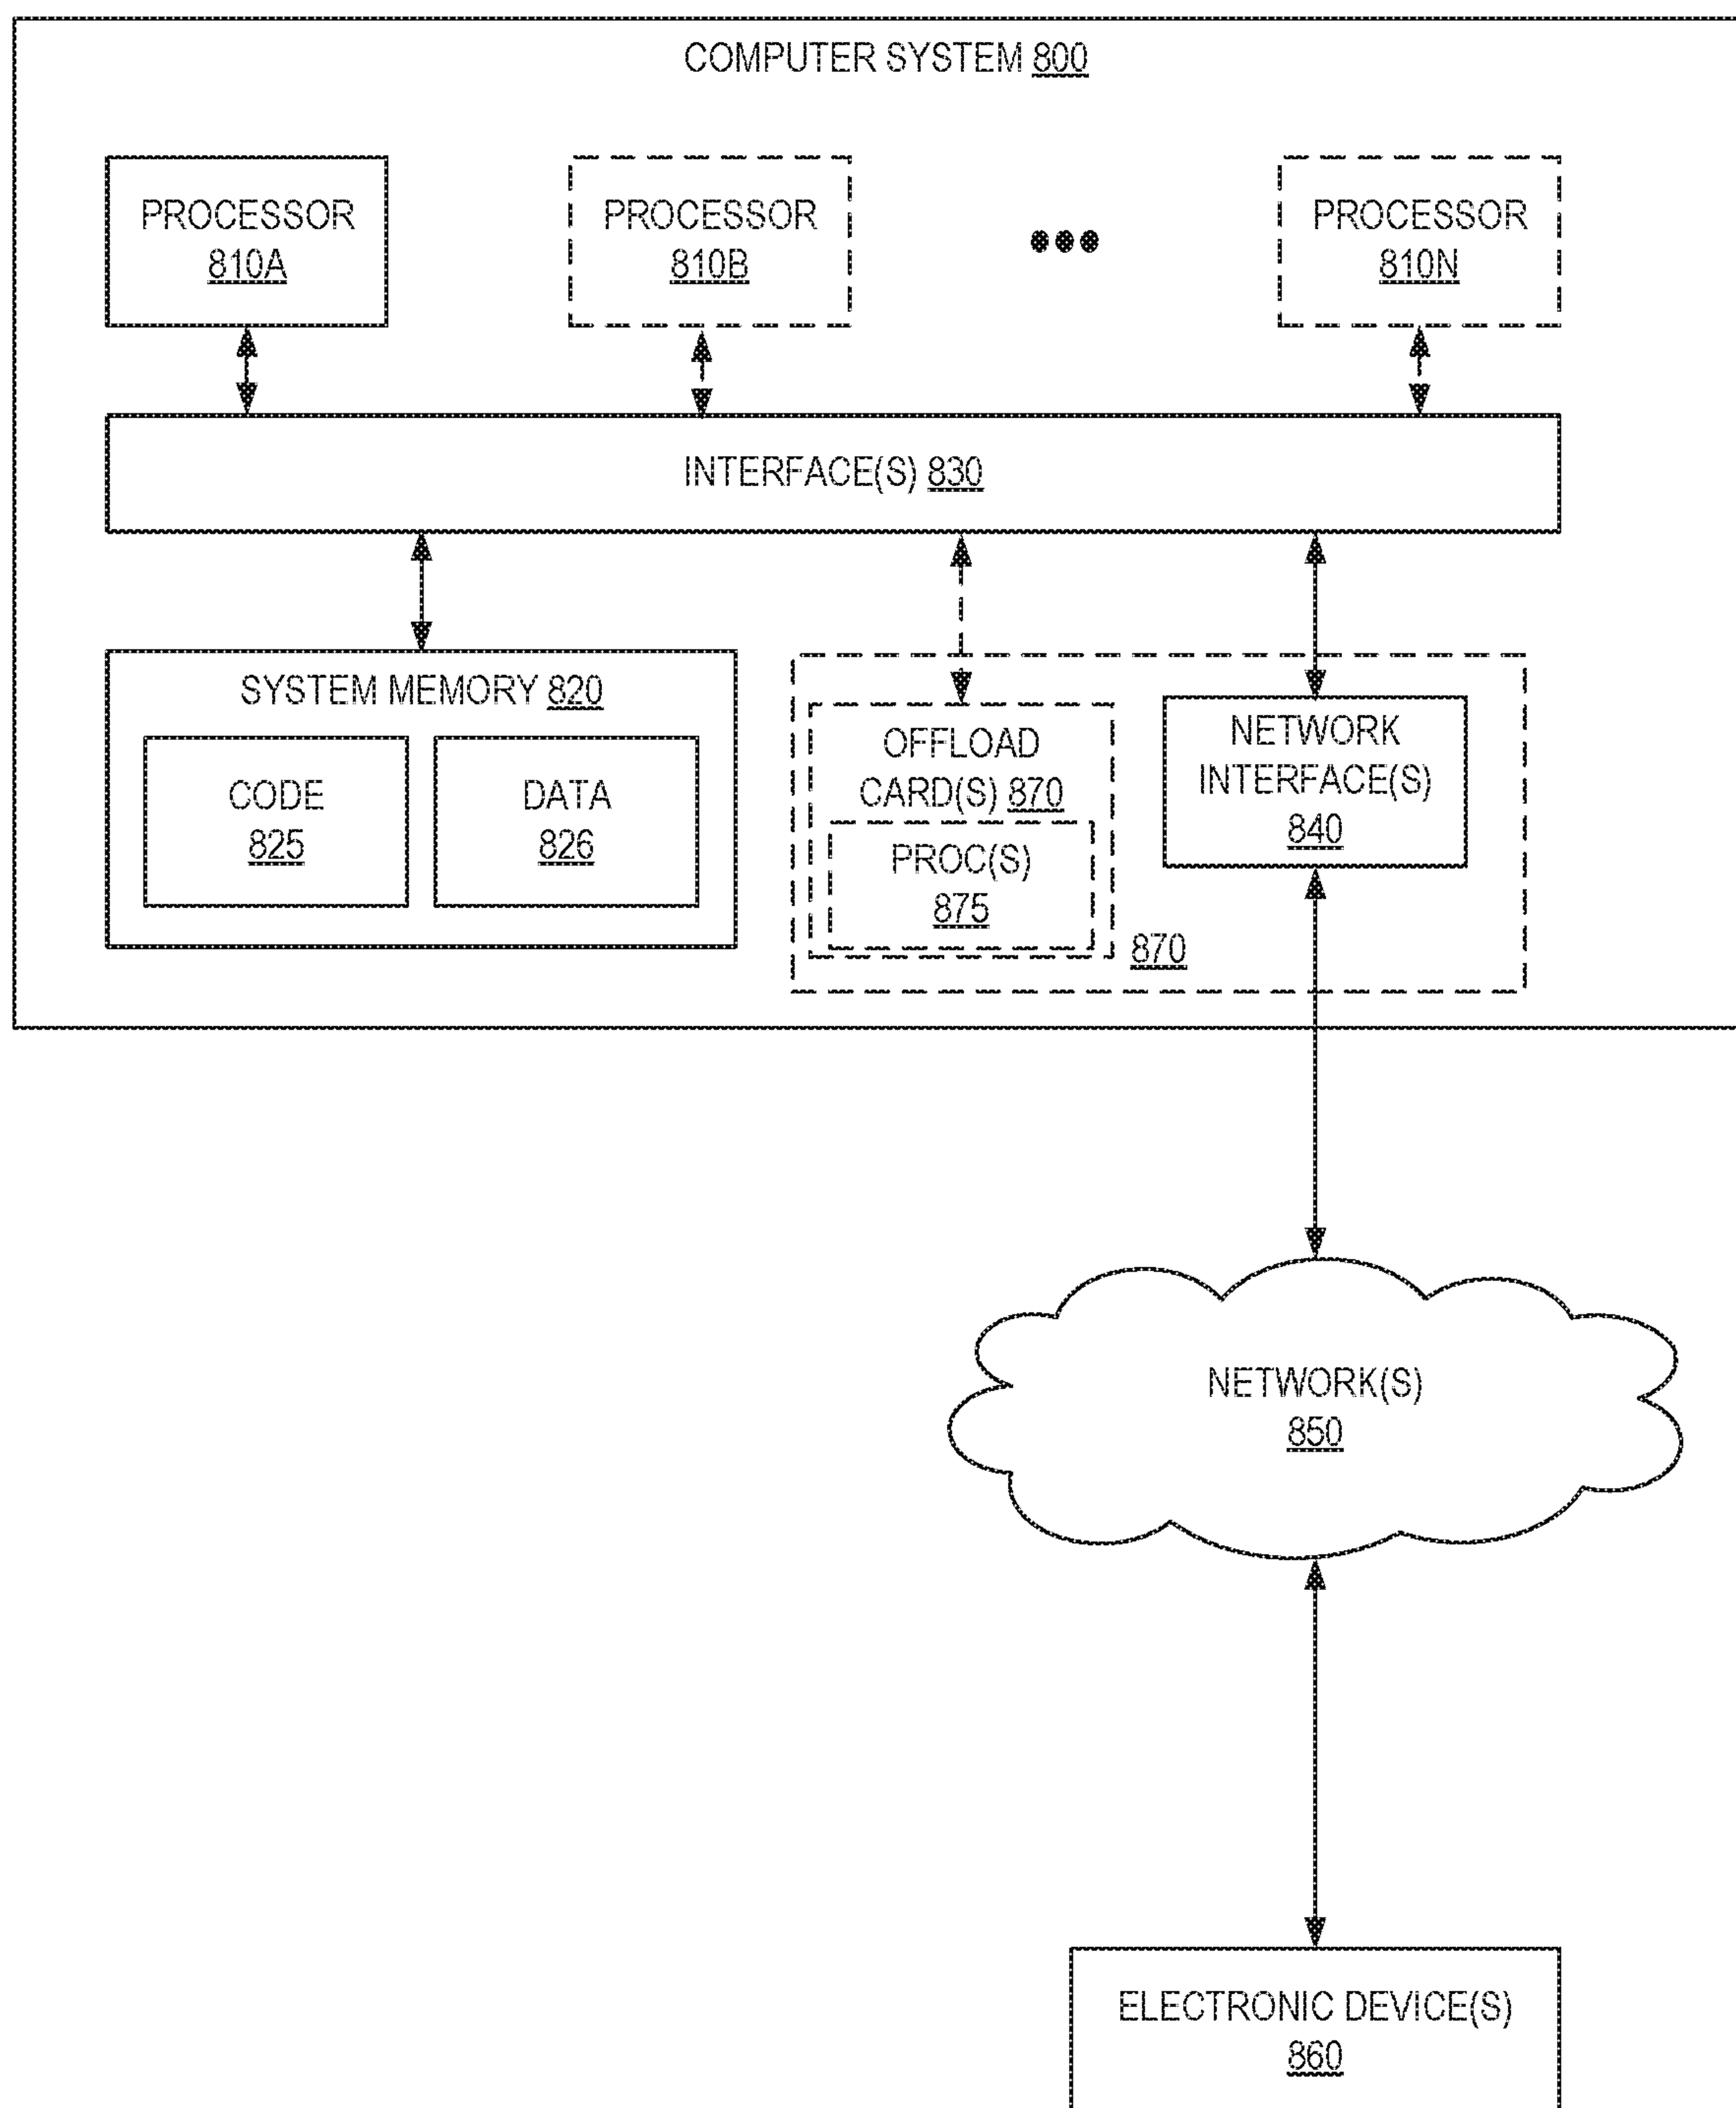 COMPUTER SYSTEM 800
PROCESSOR
810A
PROCESSOR
810B
PROCESSOR
810N
INTERFACE(S) 830
SYSTEM MEMORY 820
CODE
825
DATA
826
OFFLOAD
CARD(S) 870
PROC(S)
875
870
NETWORK
INTERFACE(S)
840
NETWORK(S)
850
ELECTRONIC DEVICE(S)
860